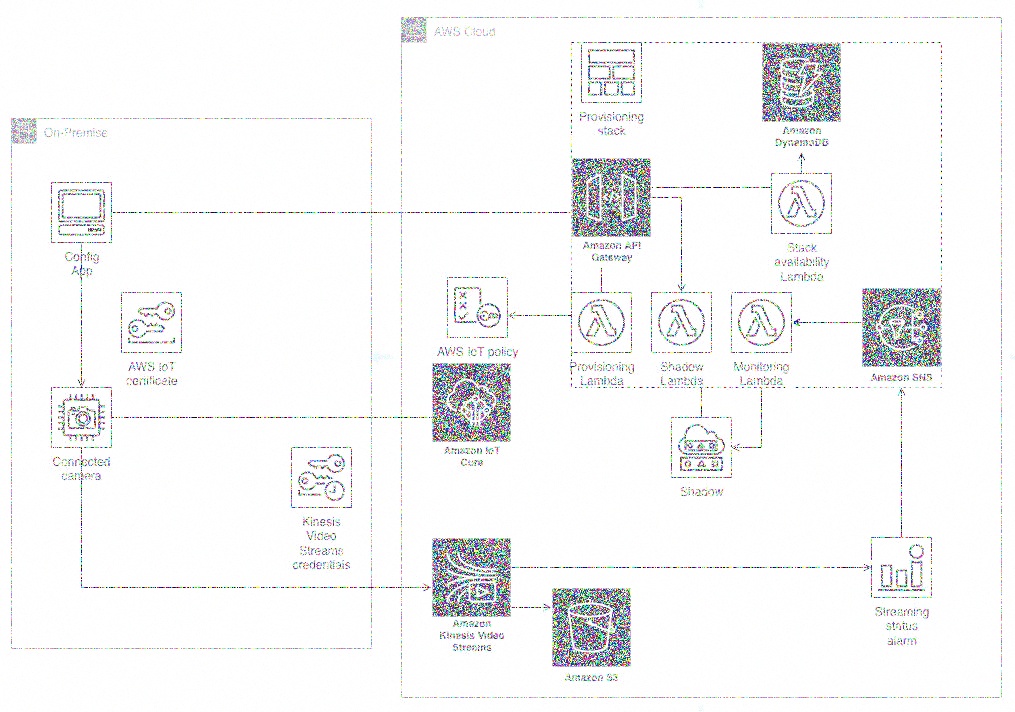 AWS Cloud
Provisioning
stack
Amazon
DynamoDB
On-Premise
Amazon API
Gateway
Stack
availability
Lambda
Config
App
AWS IoT policy
AWS IoT
certificate
Provisioning
Lambda
Shadow
Lambda
Monitoring
Lambda
Amazon SNS
Amazon IoT
Core
Connected
camera
Shadow
Kinesis
Video
Streams
credentials
Amazon
Kinesis Video
Streams
Streaming
status
alarm
Amazon S3